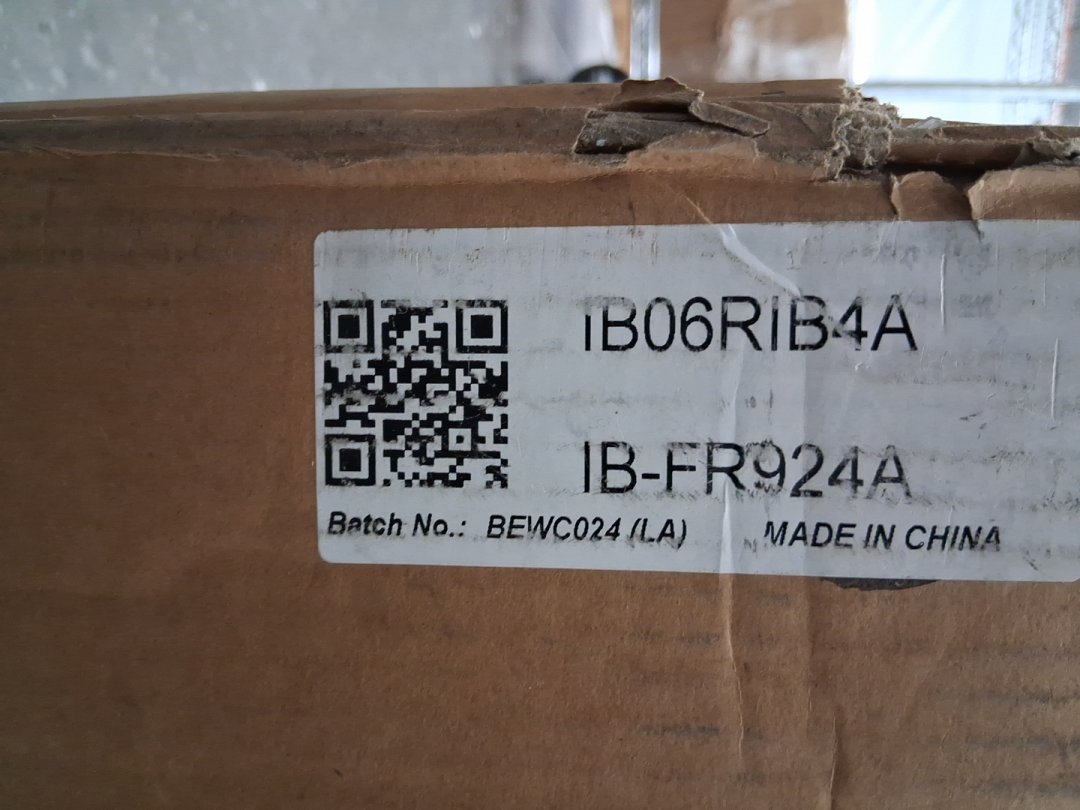 IB06RIB4A
IB-FR924A
Batch No.: BEWC024 (LA) MADE IN CHINA